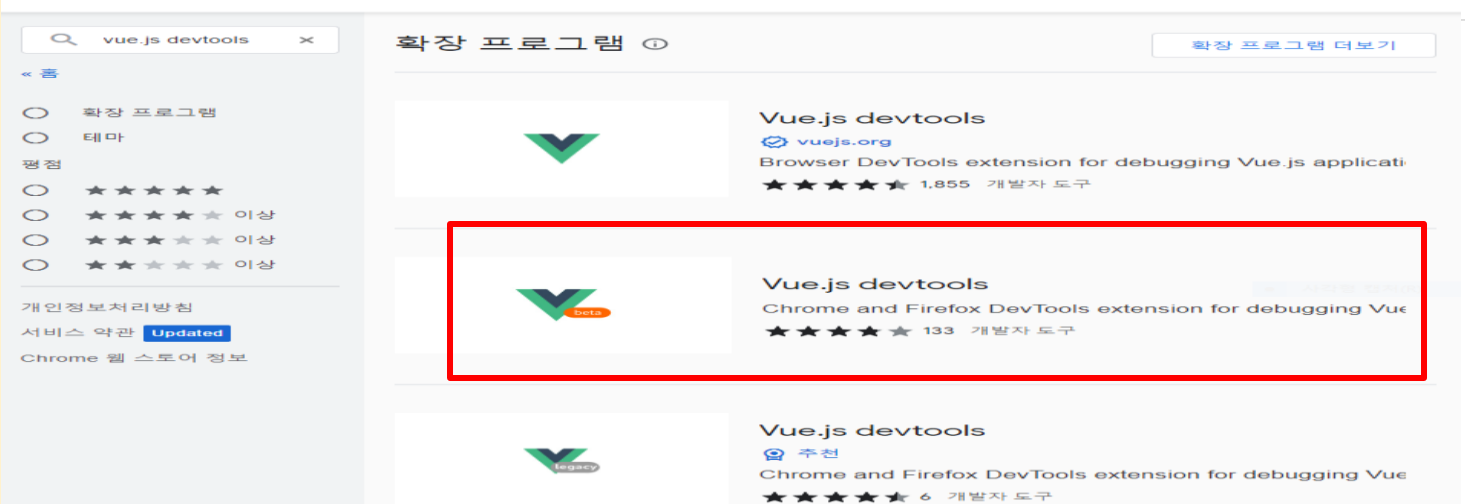 vue.js devtools ×
« 홈
확장 프로그램
테마
평점
이상
이상
이상
개인정보처리방침
서비스 약관 Updated
Chrome 웹 스토어 정보
확장 프로그램
확장 프로그램 더보기
Vue.js devtools
vuejs.org
Browser DevTools extension for debugging Vue.js applicati
1,855 개발자 도구
beta
Vue.js devtools
Chrome and Firefox DevTools extension for debugging Vue
133 개발자 도구
legacy
Vue.js devtools
추천
Chrome and Firefox DevTools extension for debugging Vue
6 개발자 도구